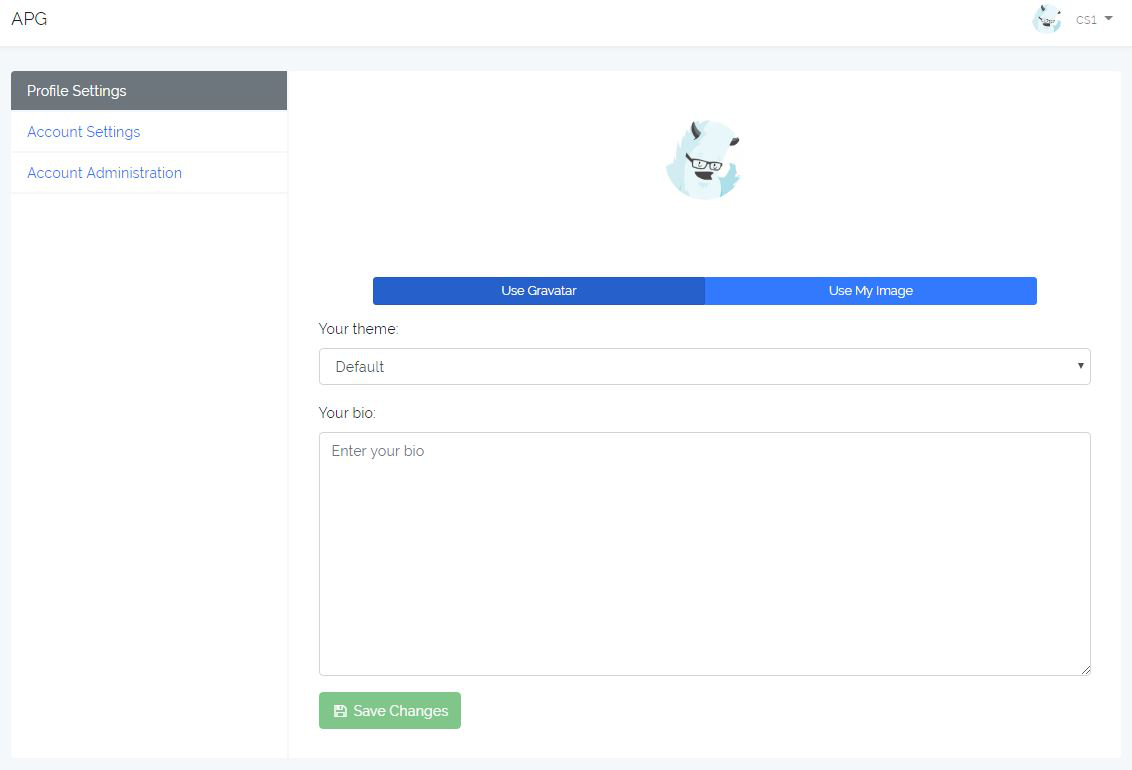 APG
cs1
Profile Settings
Account Settings
Account Administration
Use Gravatar
Use My Image
Your theme:
Default
Your bio:
Enter your bio
Save Changes